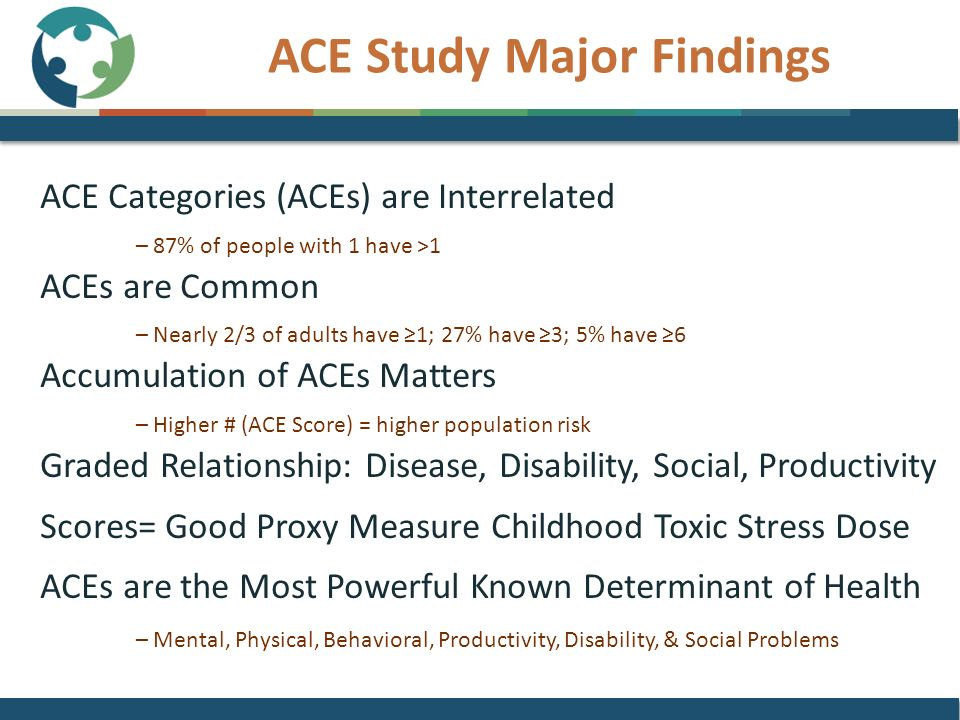 ACE Study Major Findings
ACE Categories (ACEs) are Interrelated
– 87% of people with 1 have >1
ACEs are Common
– Nearly 2/3 of adults have ≥1; 27% have ≥3; 5% have ≥6
Accumulation of ACEs Matters
– Higher # (ACE Score) = higher population risk
Graded Relationship: Disease, Disability, Social, Productivity
Scores= Good Proxy Measure Childhood Toxic Stress Dose
ACEs are the Most Powerful Known Determinant of Health
– Mental, Physical, Behavioral, Productivity, Disability, & Social Problems